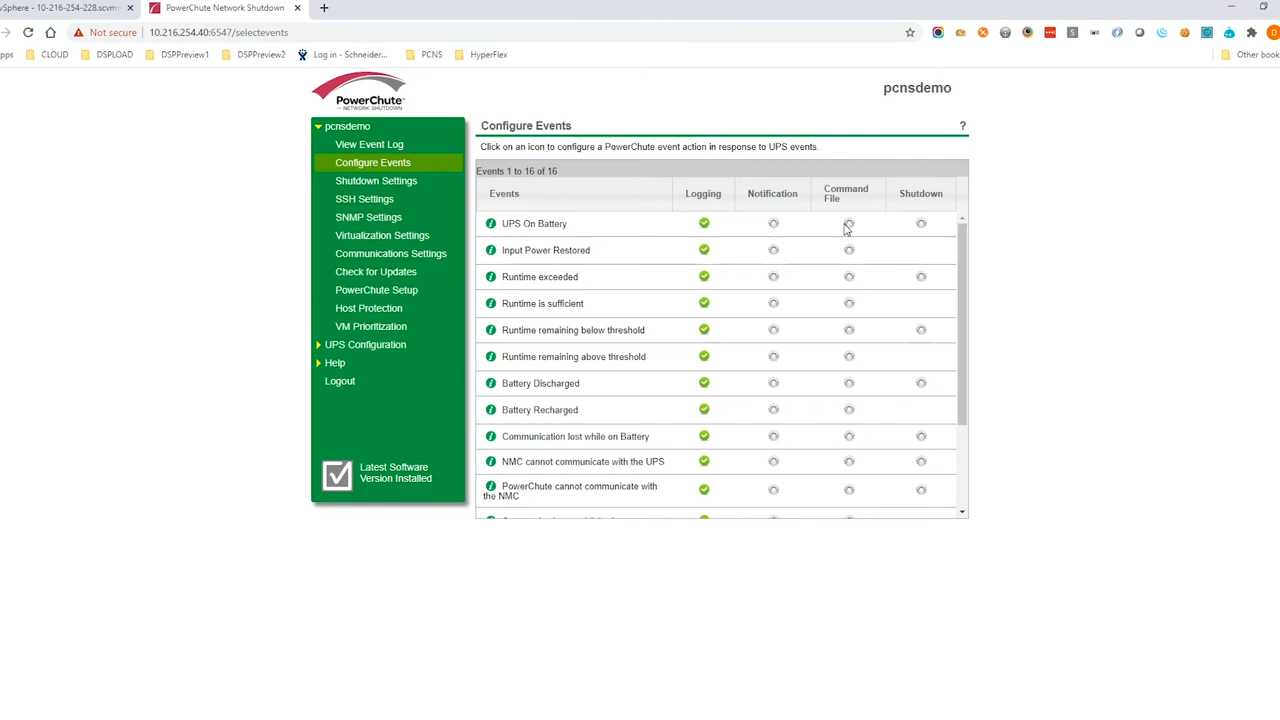 vSphere - 10-216-254-228.scvm
PowerChute Network Shutdown
Not secure
10.216.254.40:6547/selectevents
CLOUD
DSPLOAD
DSPPreview1
DSPPreview2
Log in - Schneider...
PCNS
HyperFlex
Other book
PowerChute
NETWORK SHUTDOWN
pcnsdemo
pcnsdemo
View Event Log
Configure Events
Shutdown Settings
SSH Settings
SNMP Settings
Virtualization Settings
Communications Settings
Check for Updates
PowerChute Setup
Host Protection
VM Prioritization
UPS Configuration
Help
Logout
Latest Software
Version Installed
Configure Events
?
Click on an icon to configure a PowerChute event action in response to UPS events.
Events 1 to 16 of 16
Events
Logging
Notification
Command
File
Shutdown
UPS On Battery
Input Power Restored
Runtime exceeded
Runtime is sufficient
Runtime remaining below threshold
Runtime remaining above threshold
Battery Discharged
Battery Recharged
Communication lost while on Battery
NMC cannot communicate with the UPS
PowerChute cannot communicate with
the NMC